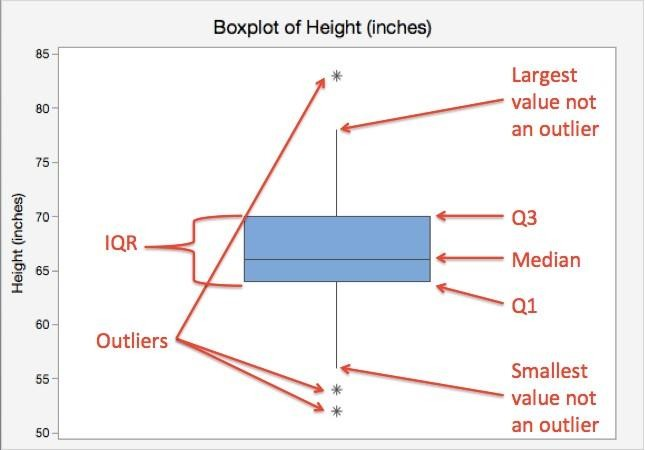 Boxplot of Height (inches)
85
80
75
70
65
60
55
50
Height (inches)
IQR
Outliers
Largest
value not
an outlier
Q3
Median
Q1
Smallest
value not
an outlier